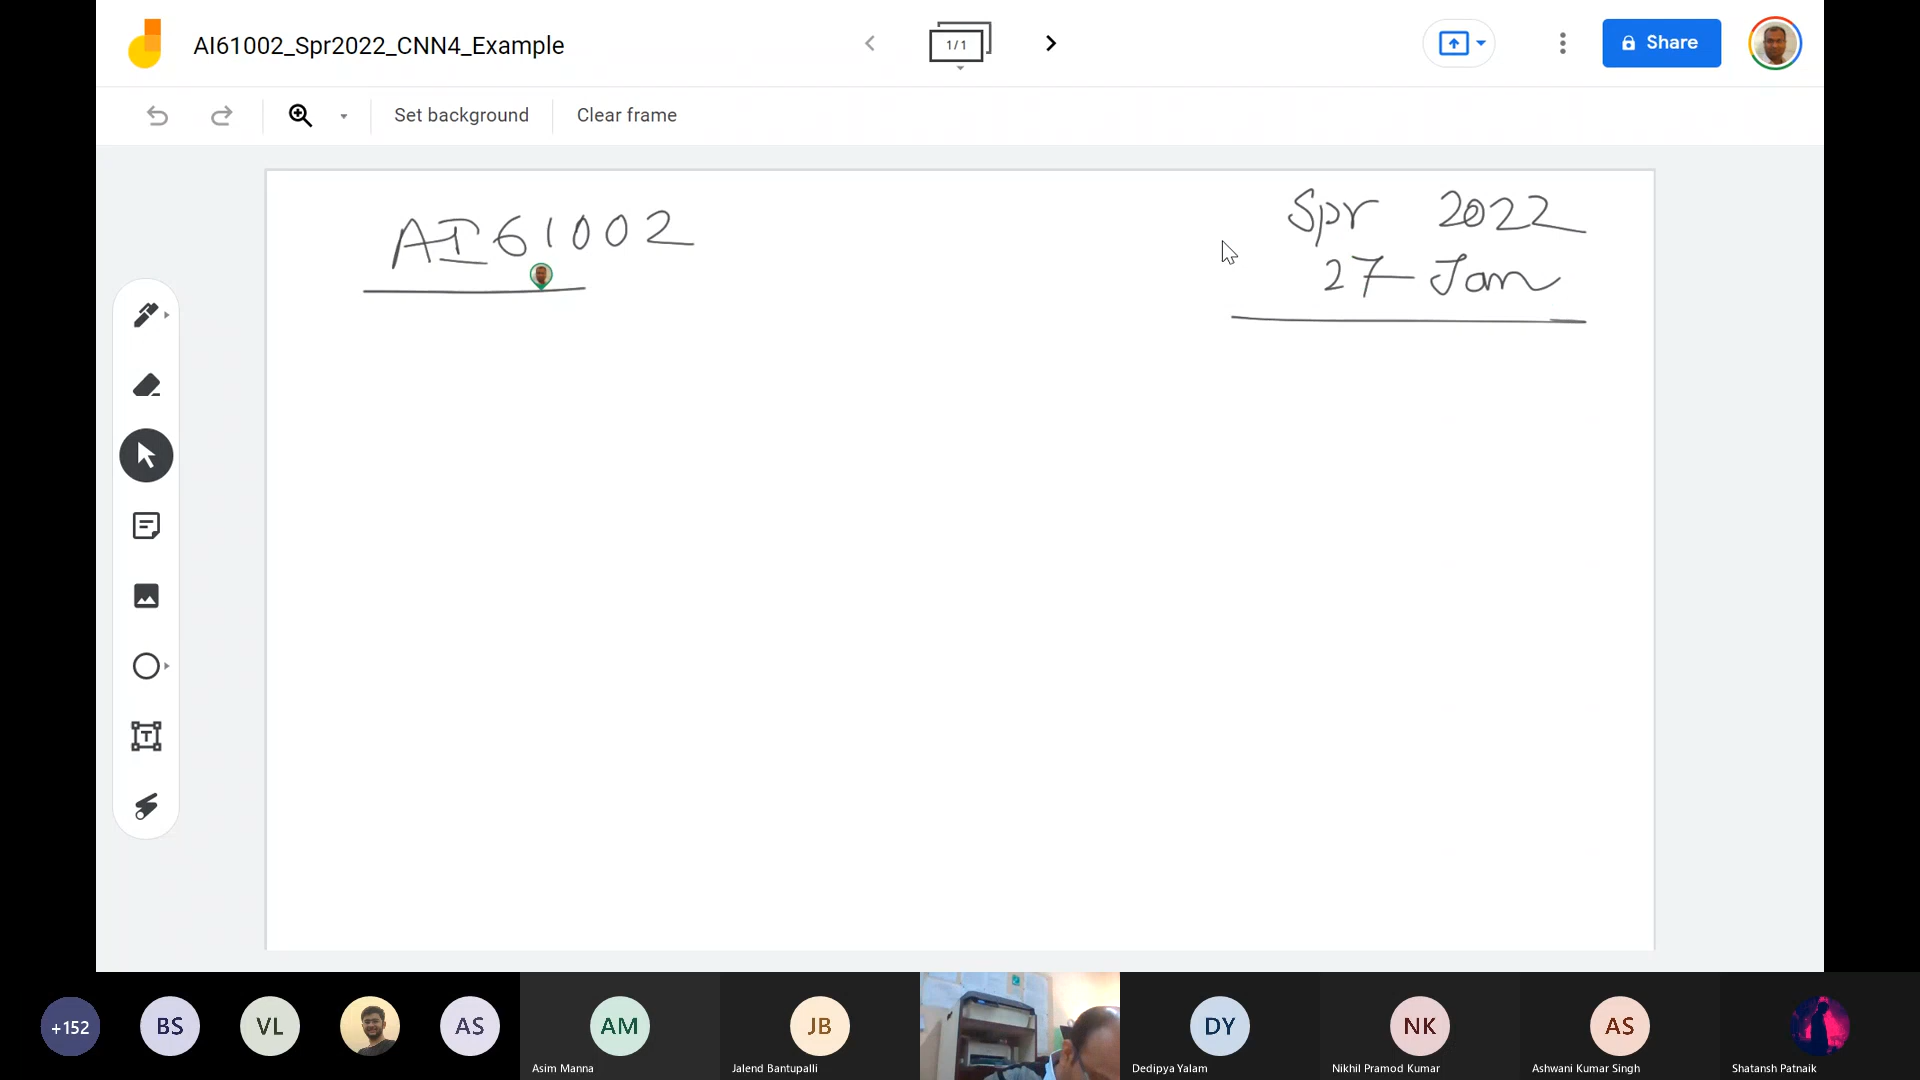 AI61002_Spr2022_CNN4_Example
1/1
Share
Set background
Clear frame
AI61002
Spr 2022
27-Jan
+152
BS
VL
AS
AM
JB
DY
NK
AS
Asim Manna
Jalend Bantupalli
Dedipya Yalam
Nikhil Pramod Kumar
Ashwani Kumar Singh
Shatansh Patnaik